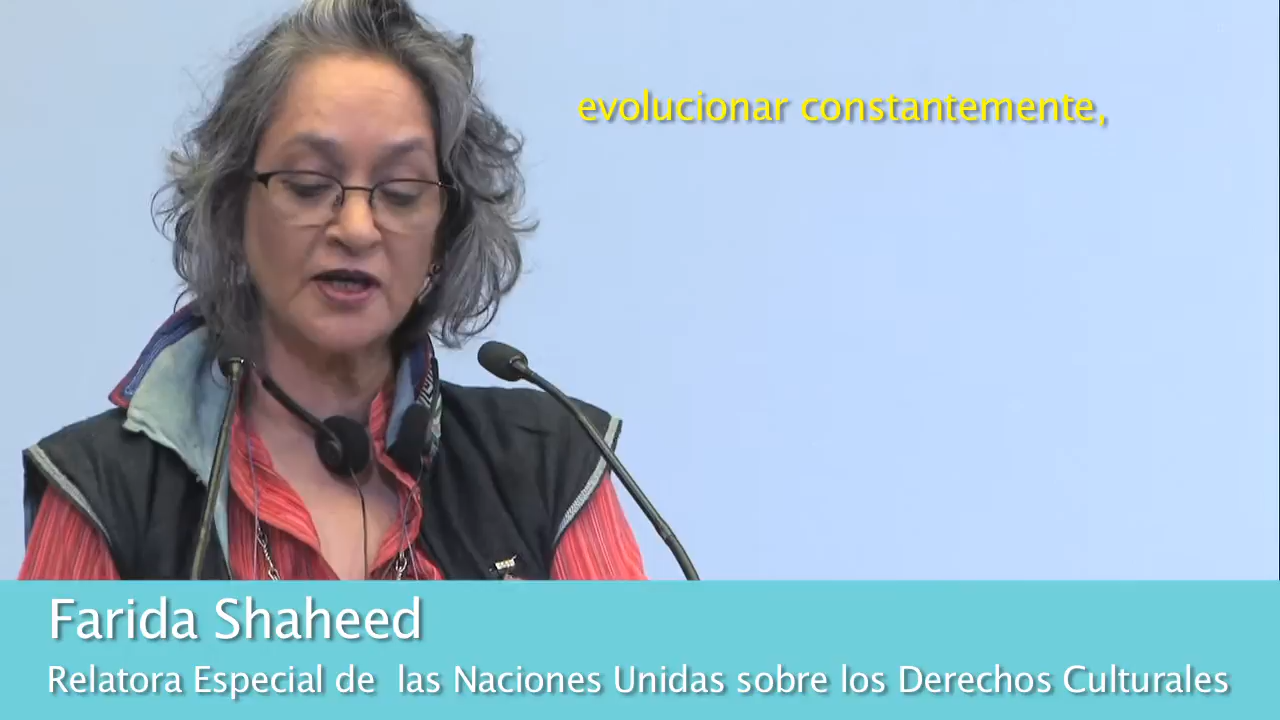 evolucionar constantemente,
Farida Shaheed
Relatora Especial de  las Naciones Unidas sobre los Derechos Culturales